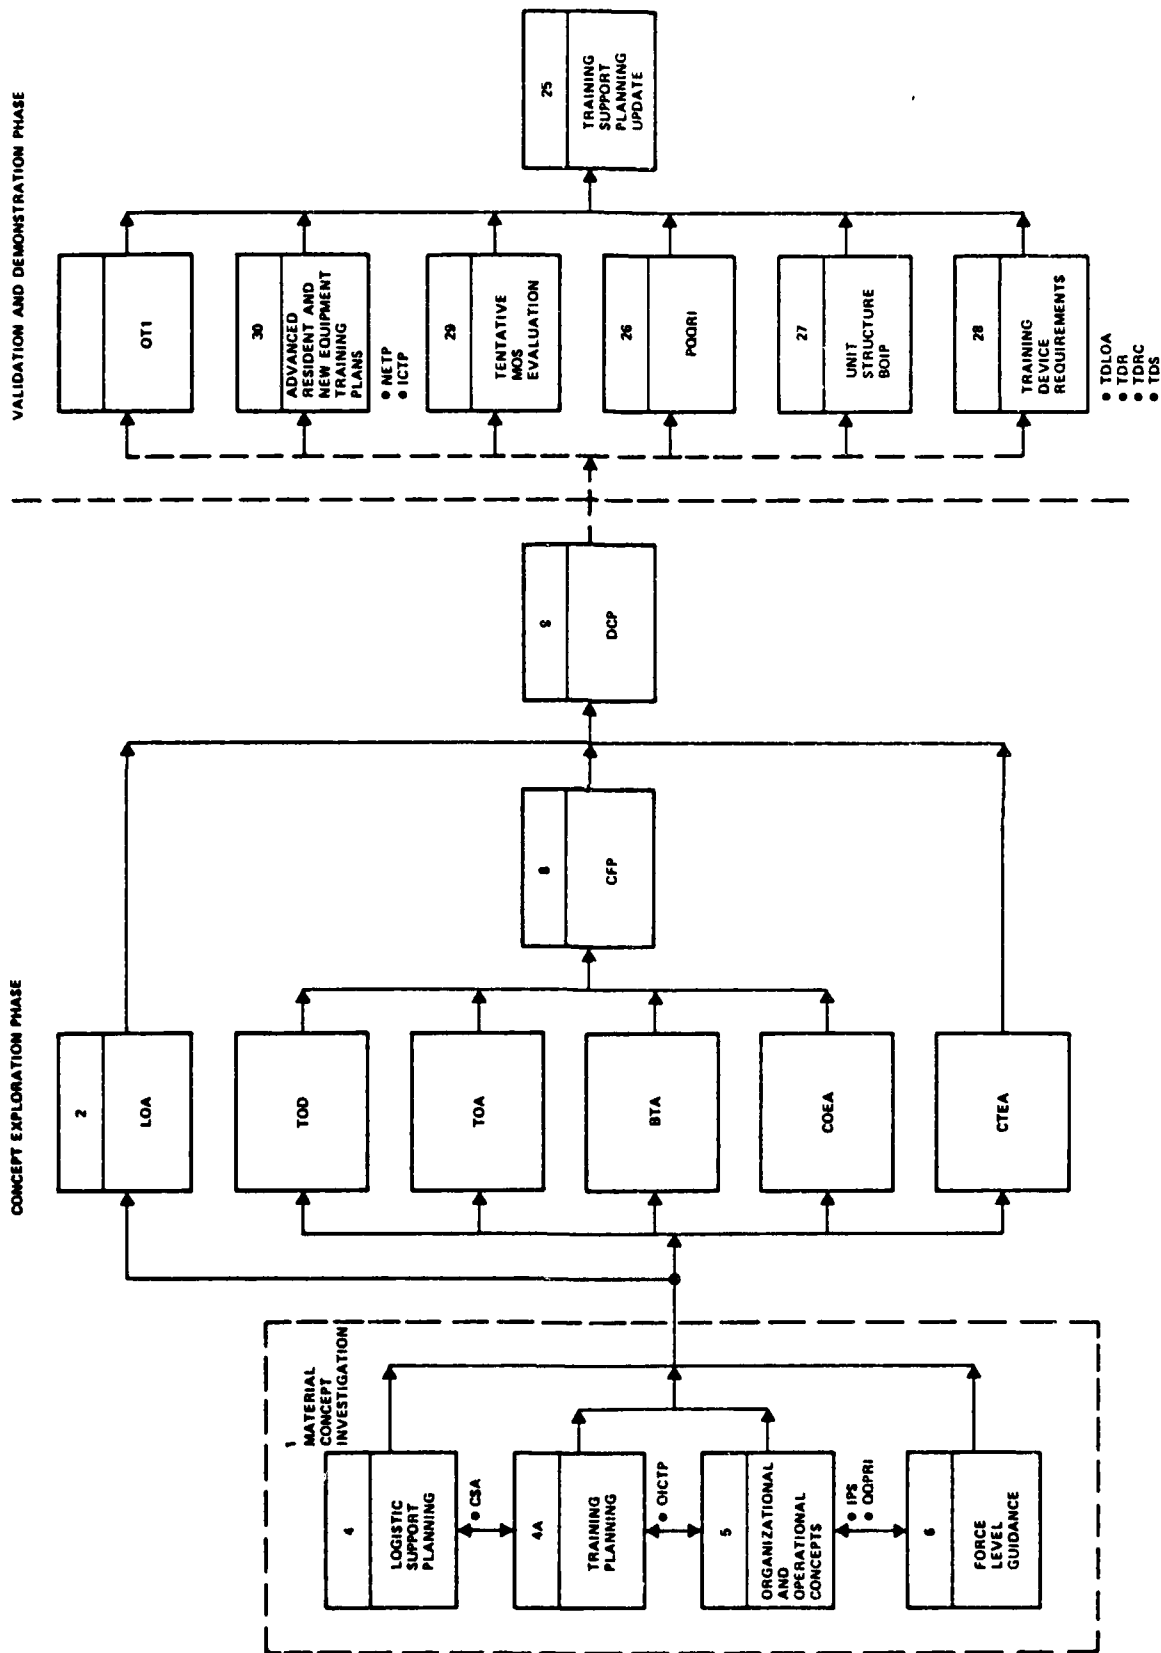 CONCEPT EXPLORATION PHASE
VALIDATION AND DEMONSTRATION PHASE
1
MATERIAL
CONCEPT
INVESTIGATION
4
LOGISTIC
SUPPORT
PLANNING
● CSA
4A
TRAINING
PLANNING
● OICTP
5
ORGANIZATIONAL
AND
OPERATIONAL
CONCEPTS
● IPS
● OQPRI
6
FORCE
LEVEL
GUIDANCE
2
LOA
TOD
TOA
BTA
COEA
CTEA
8
CFP
DCP
OT1
30
ADVANCED
RESIDENT AND
NEW EQUIPMENT
TRAINING
PLANS
● NETP
● ICTP
29
TENTATIVE
MOS
EVALUATION
26
PQQRI
27
UNIT
STRUCTURE
BOIP
28
TRAINING
DEVICE
REQUIREMENTS
● TDLOA
● TDR
● TDRC
● TDS
25
TRAINING
SUPPORT
PLANNING
UPDATE